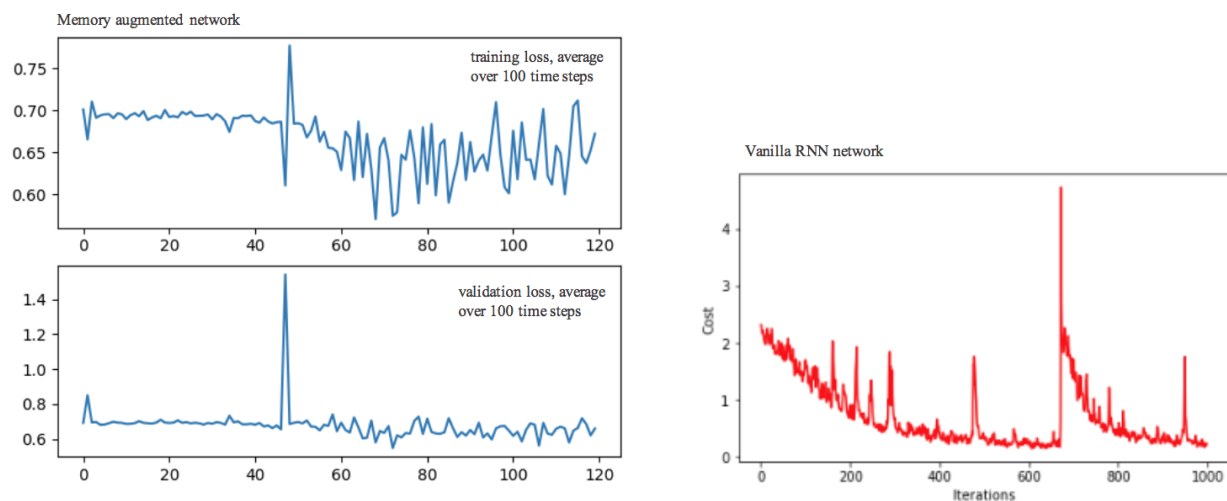 Memory augmented network
training loss, average
over 100 time steps
0.75
0.70
0.65
0.60
0 20 40 60 80 100 120
validation loss, average
over 100 time steps
1.4
1.2
1.0
0.8
0.6
0 20 40 60 80 100 120
Vanilla RNN network
Cost
4
3
2
1
0
0 200 400 600 800 1000
Iterations